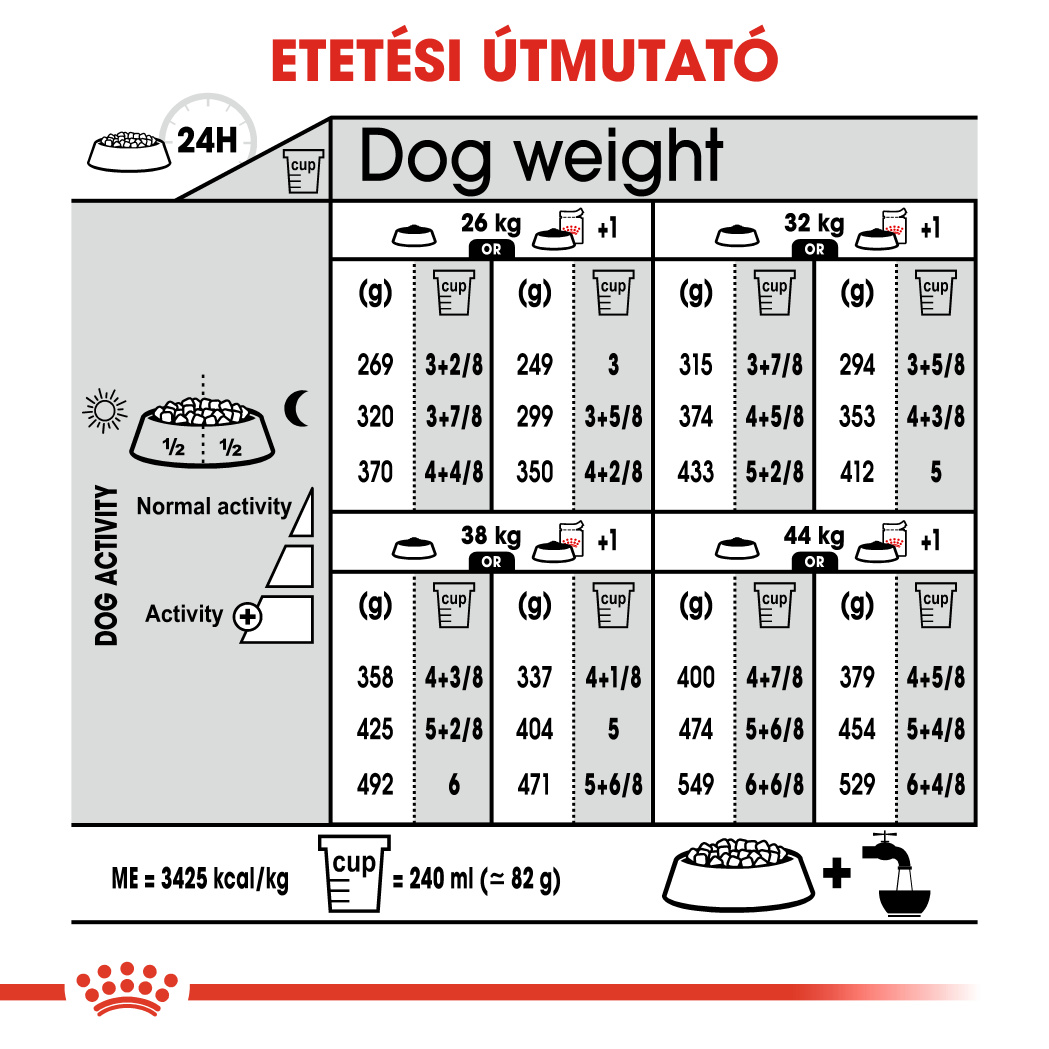 ETETÉSI ÚTMUTATÓ
24H
cup
Dog weight
26 kg +1 32 kg +1
OR OR
(g) cup (g) cup (g) cup (g) cup
269 3+2/8 249 3 315 3+7/8 294 3+5/8
320 3+7/8 299 3+5/8 374 4+5/8 353 4+3/8
370 4+4/8 350 4+2/8 433 5+2/8 412 5
½ ½
DOG ACTIVITY
Normal activity
Activity +
38 kg +1 44 kg +1
OR OR
(g) cup (g) cup (g) cup (g) cup
358 4+3/8 337 4+1/8 400 4+7/8 379 4+5/8
425 5+2/8 404 5 474 5+6/8 454 5+4/8
492 6 471 5+6/8 549 6+6/8 529 6+4/8
ME = 3425 kcal/kg cup = 240 ml (≃ 82 g) +